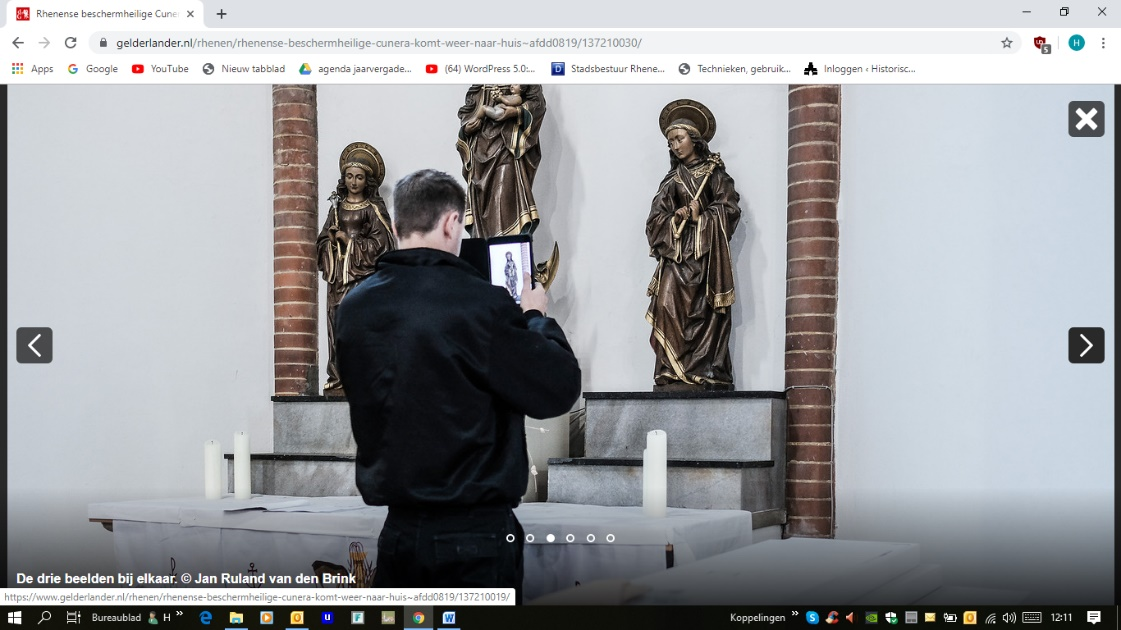 Rhenense beschermheilige Cuner
gelderlander.nl/rhenen/rhenense-beschermheilige-cunera-komt-weer-naar-huis~afdd0819/137210030/
5
H
Apps Google YouTube Nieuw tabblad agenda jaarvergade... (64) WordPress 5.0:... Stadsbestuur Rhene... Technieken, gebruik... Inloggen ‹ Historisc...
De drie beelden bij elkaar. © Jan Ruland van den Brink
https://www.gelderlander.nl/rhenen/rhenense-beschermheilige-cunera-komt-weer-naar-huis~afdd0819/137210019/
Bureaublad H » Koppelingen » 12:11